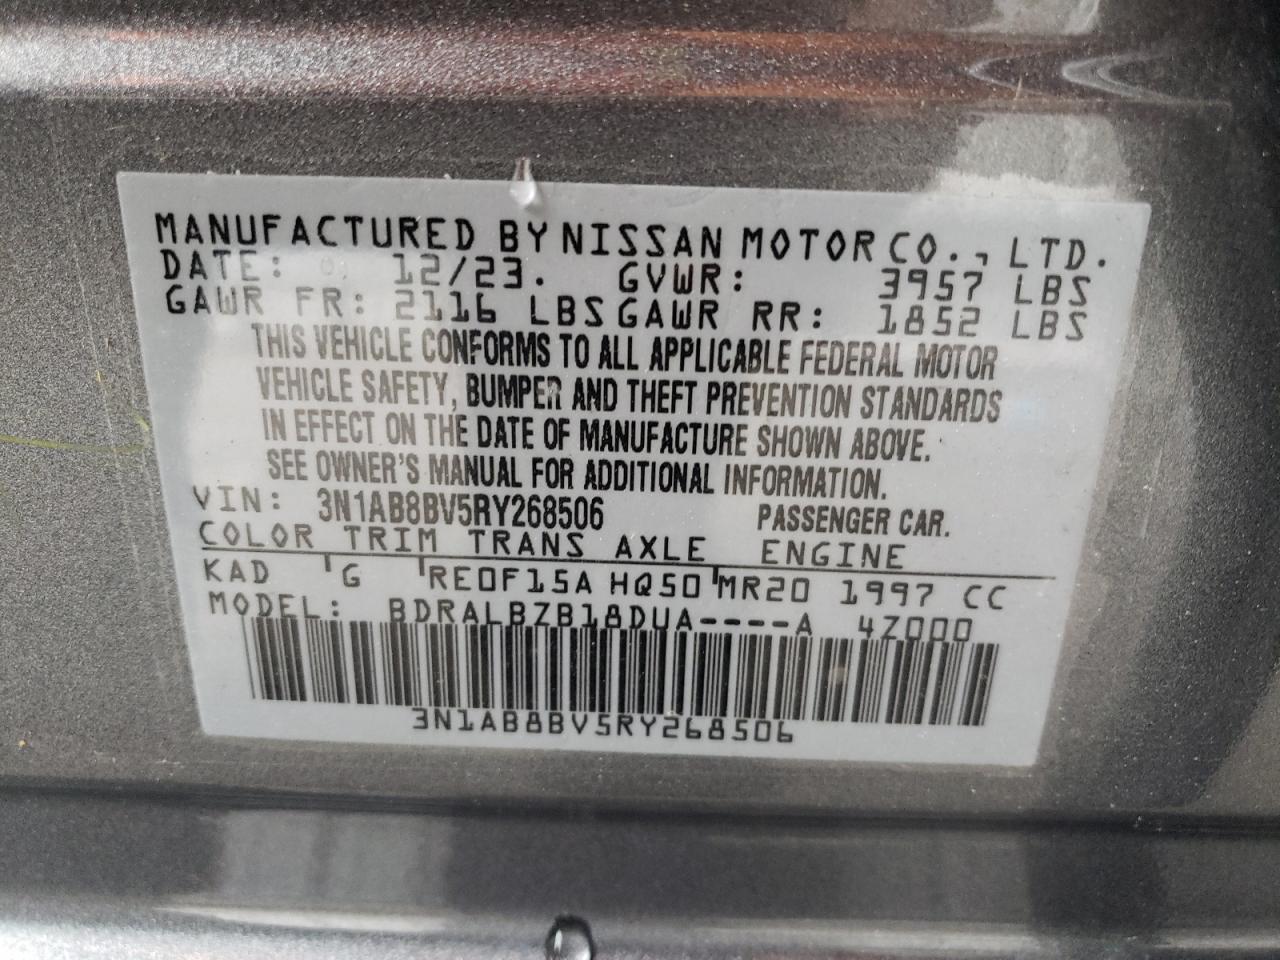 MANUFACTURED BY NISSAN MOTOR CO., LTD.
DATE: 12/23. GVWR: 3957 LBS
GAWR FR: 2116 LBS GAWR RR: 1852 LBS
THIS VEHICLE CONFORMS TO ALL APPLICABLE FEDERAL MOTOR
VEHICLE SAFETY, BUMPER AND THEFT PREVENTION STANDARDS
IN EFFECT ON THE DATE OF MANUFACTURE SHOWN ABOVE.
SEE OWNER'S MANUAL FOR ADDITIONAL INFORMATION.
VIN: 3N1AB8BV5RY268506 PASSENGER CAR.
COLOR TRIM TRANS AXLE ENGINE
KAD G RE0F15A HQ50 MR20 1997 CC
MODEL: BDRALBZB18DUA----A 4Z000
3N1AB8BV5RY268506